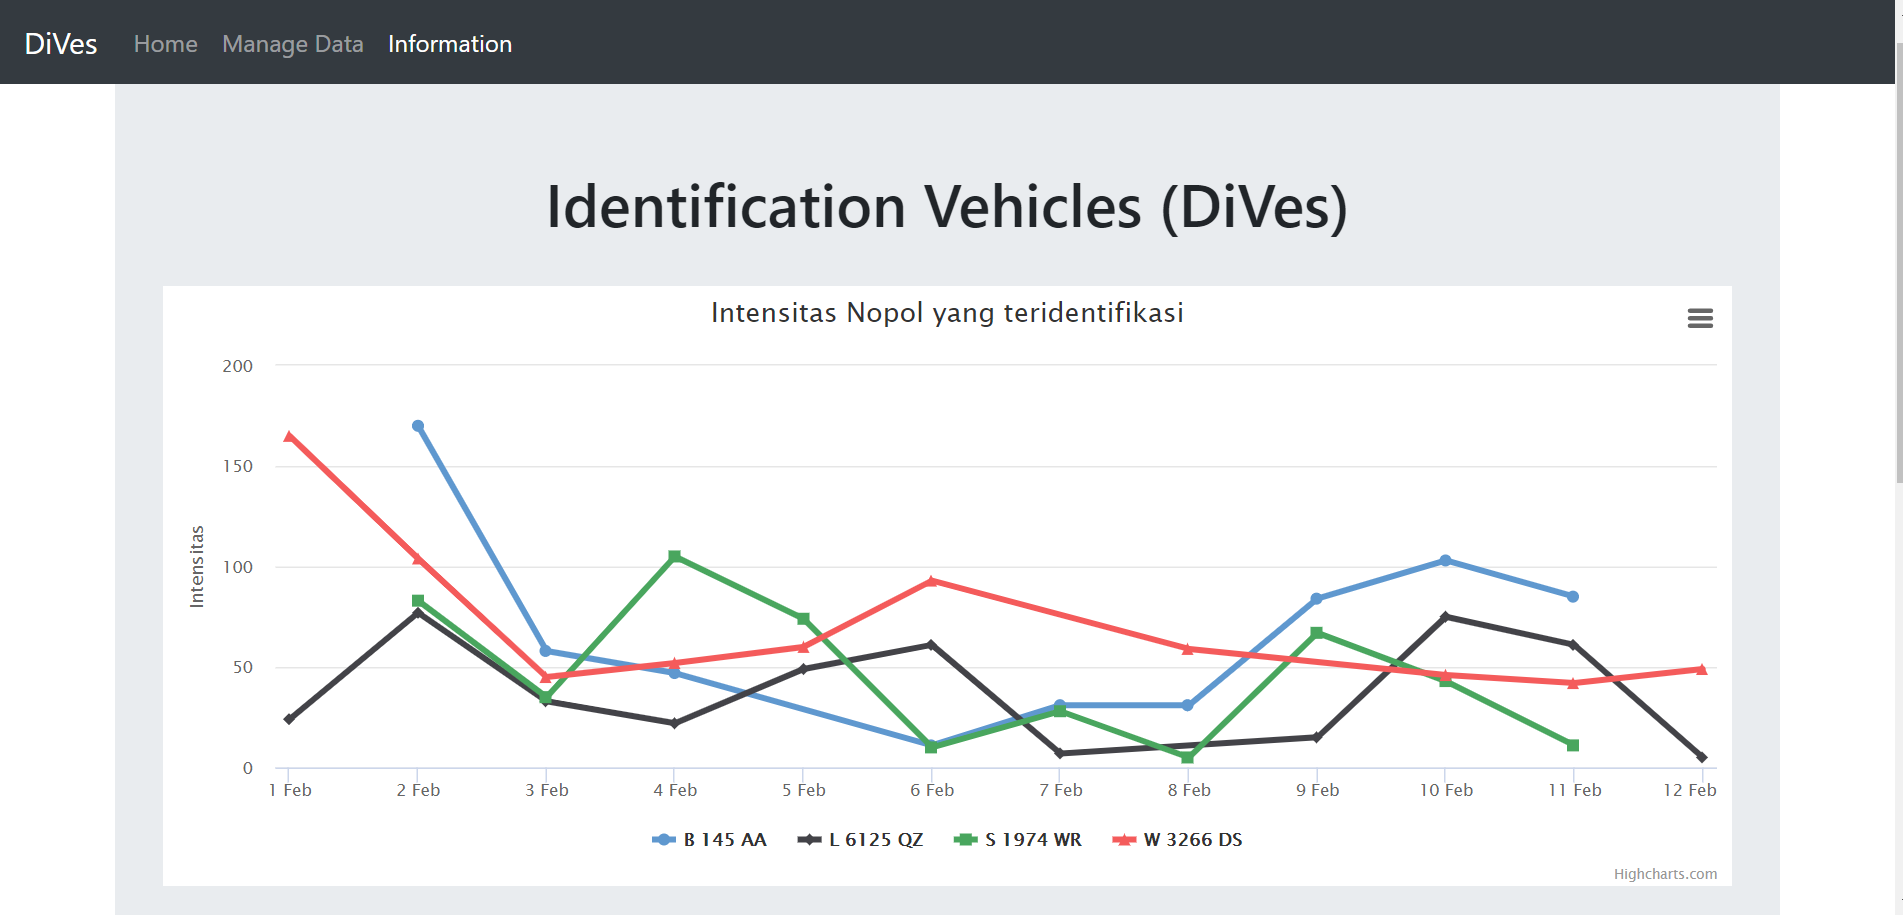 DiVes Home Manage Data Information
Identification Vehicles (DiVes)
Intensitas Nopol yang teridentifikasi
Intensitas
200
150
100
50
0
1 Feb 2 Feb 3 Feb 4 Feb 5 Feb 6 Feb 7 Feb 8 Feb 9 Feb 10 Feb 11 Feb 12 Feb
B 145 AA L 6125 QZ S 1974 WR W 3266 DS
Highcharts.com